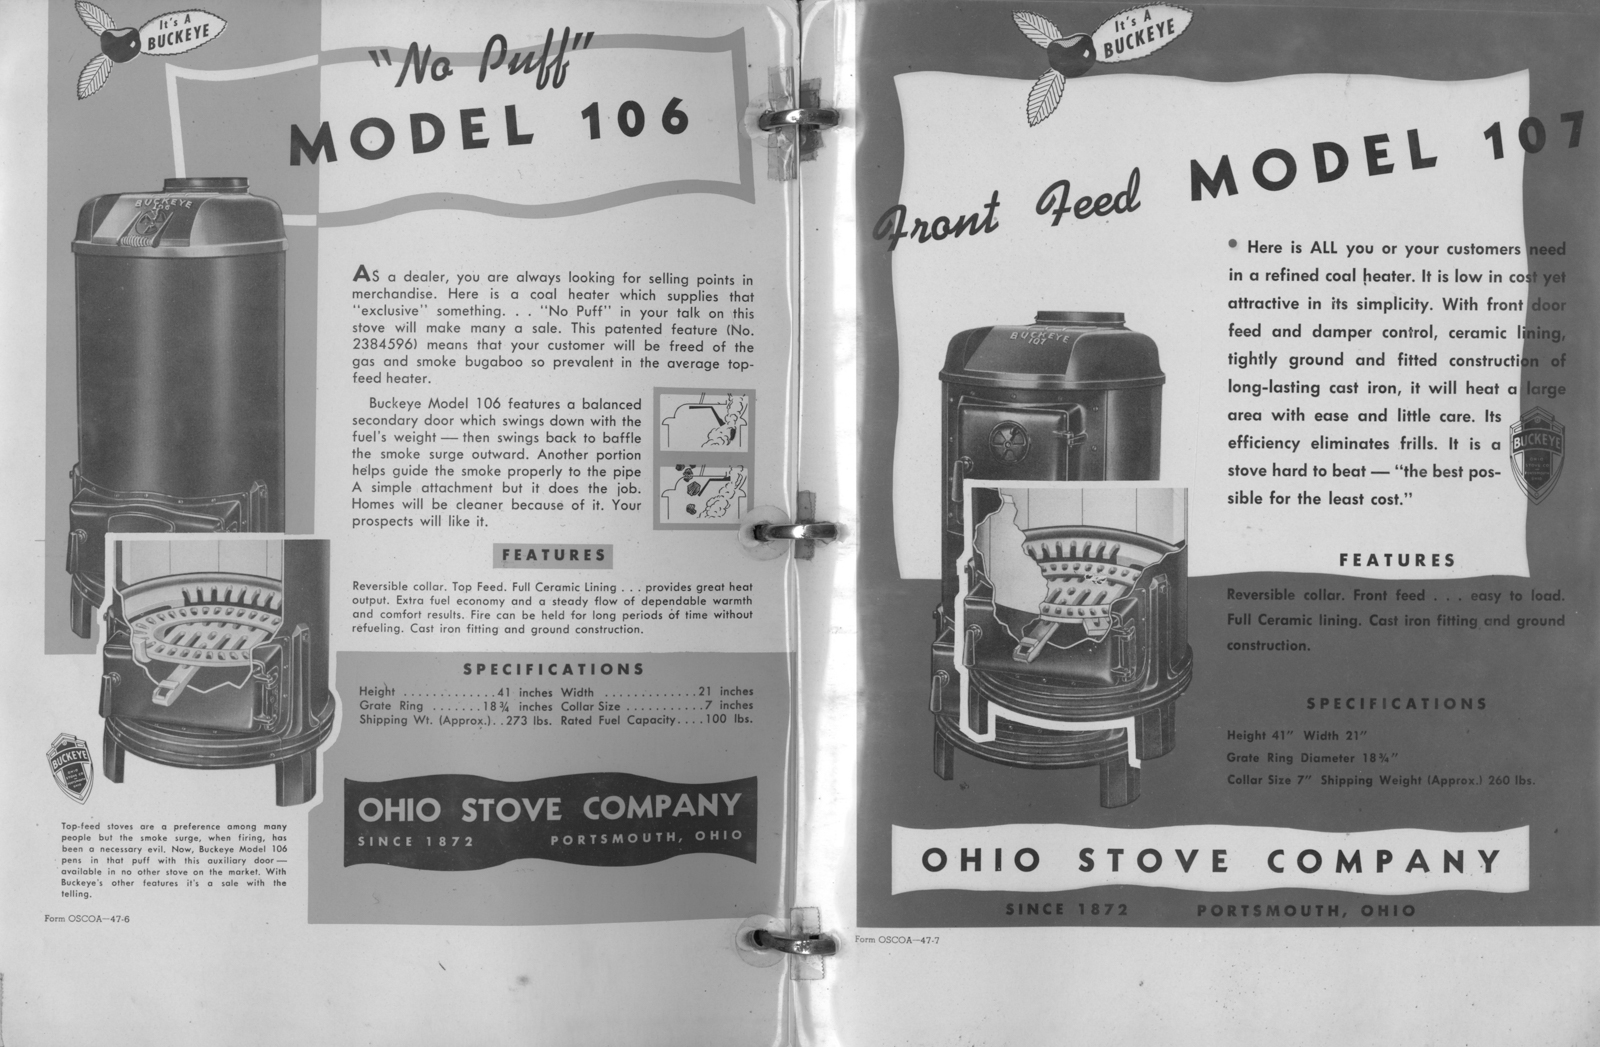 It's A
BUCKEYE
"No Puff"
MODEL 106
BUCKEYE
106
AS a dealer, you are always looking for selling points in
merchandise. Here is a coal heater which supplies that
"exclusive" something. . . "No Puff" in your talk on this
stove will make many a sale. This patented feature (No.
2384596) means that your customer will be freed of the
gas and smoke bugaboo so prevalent in the average top-
feed heater.
Buckeye Model 106 features a balanced
secondary door which swings down with the
fuel's weight — then swings back to baffle
the smoke surge outward. Another portion
helps guide the smoke properly to the pipe
A simple attachment but it does the job.
Homes will be cleaner because of it. Your
prospects will like it.
FEATURES
Reversible collar. Top Feed. Full Ceramic Lining . . . provides great heat
output. Extra fuel economy and a steady flow of dependable warmth
and comfort results. Fire can be held for long periods of time without
refueling. Cast iron fitting and ground construction.
SPECIFICATIONS
Height . . . . . . . . . . . . . 41 inches Width . . . . . . . . . . . . . 21 inches
Grate Ring . . . . . . . 18¾ inches Collar Size . . . . . . . . . . . 7 inches
Shipping Wt. (Approx.). . 273 lbs. Rated Fuel Capacity. . . . 100 lbs.
BUCKEYE
OHIO STOVE COMPANY
SINCE 1872 PORTSMOUTH, OHIO
Top-feed stoves are a preference among many
people but the smoke surge, when firing, has
been a necessary evil. Now, Buckeye Model 106
pens in that puff with this auxiliary door —
available in no other stove on the market. With
Buckeye's other features it's a sale with the
telling.
Form OSCOA—47-6
It's A
BUCKEYE
Front Feed MODEL 107
BUCKEYE
107
• Here is ALL you or your customers need
in a refined coal heater. It is low in cost yet
attractive in its simplicity. With front door
feed and damper control, ceramic lining,
tightly ground and fitted construction of
long-lasting cast iron, it will heat a large
area with ease and little care. Its
efficiency eliminates frills. It is a
stove hard to beat — "the best pos-
sible for the least cost."
BUCKEYE
FEATURES
Reversible collar. Front feed . . . easy to load.
Full Ceramic lining. Cast iron fitting and ground
construction.
SPECIFICATIONS
Height 41" Width 21"
Grate Ring Diameter 18¾"
Collar Size 7" Shipping Weight (Approx.) 260 lbs.
OHIO STOVE COMPANY
SINCE 1872 PORTSMOUTH, OHIO
Form OSCOA—47-7